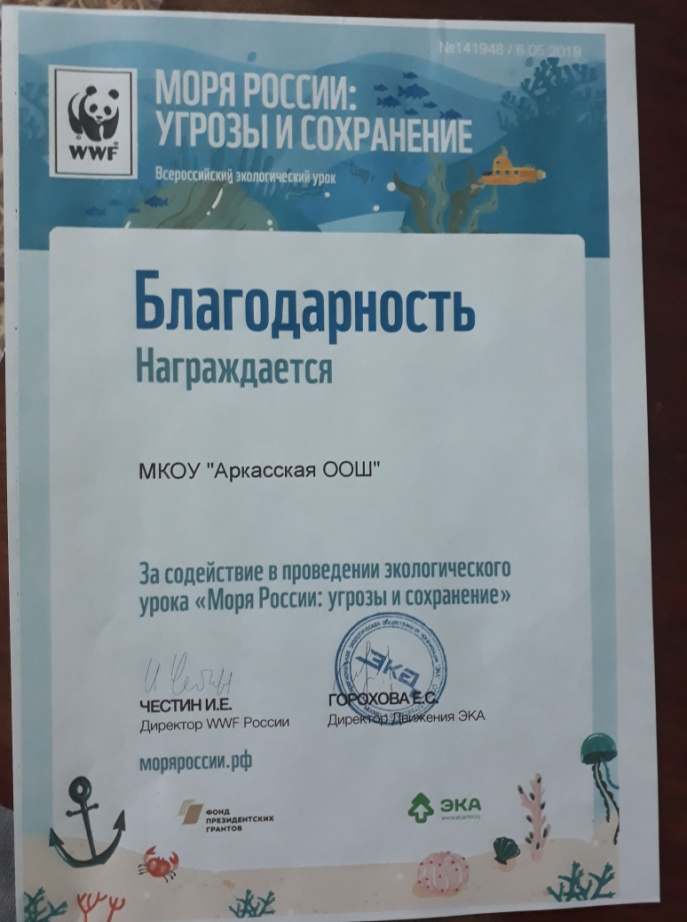 №141948 / 6.05.2019
WWF
МОРЯ РОССИИ:
УГРОЗЫ И СОХРАНЕНИЕ
Всероссийский экологический урок
Благодарность
Награждается
МКОУ "Аркасская ООШ"
За содействие в проведении экологического
урока «Моря России: угрозы и сохранение»
ЭКА
ЧЕСТИН И.Е.
Директор WWF России
ГОРОХОВА Е.С.
Директор Движения ЭКА
моряроссии.рф
ФОНД
ПРЕЗИДЕНТСКИХ
ГРАНТОВ
ЭКА